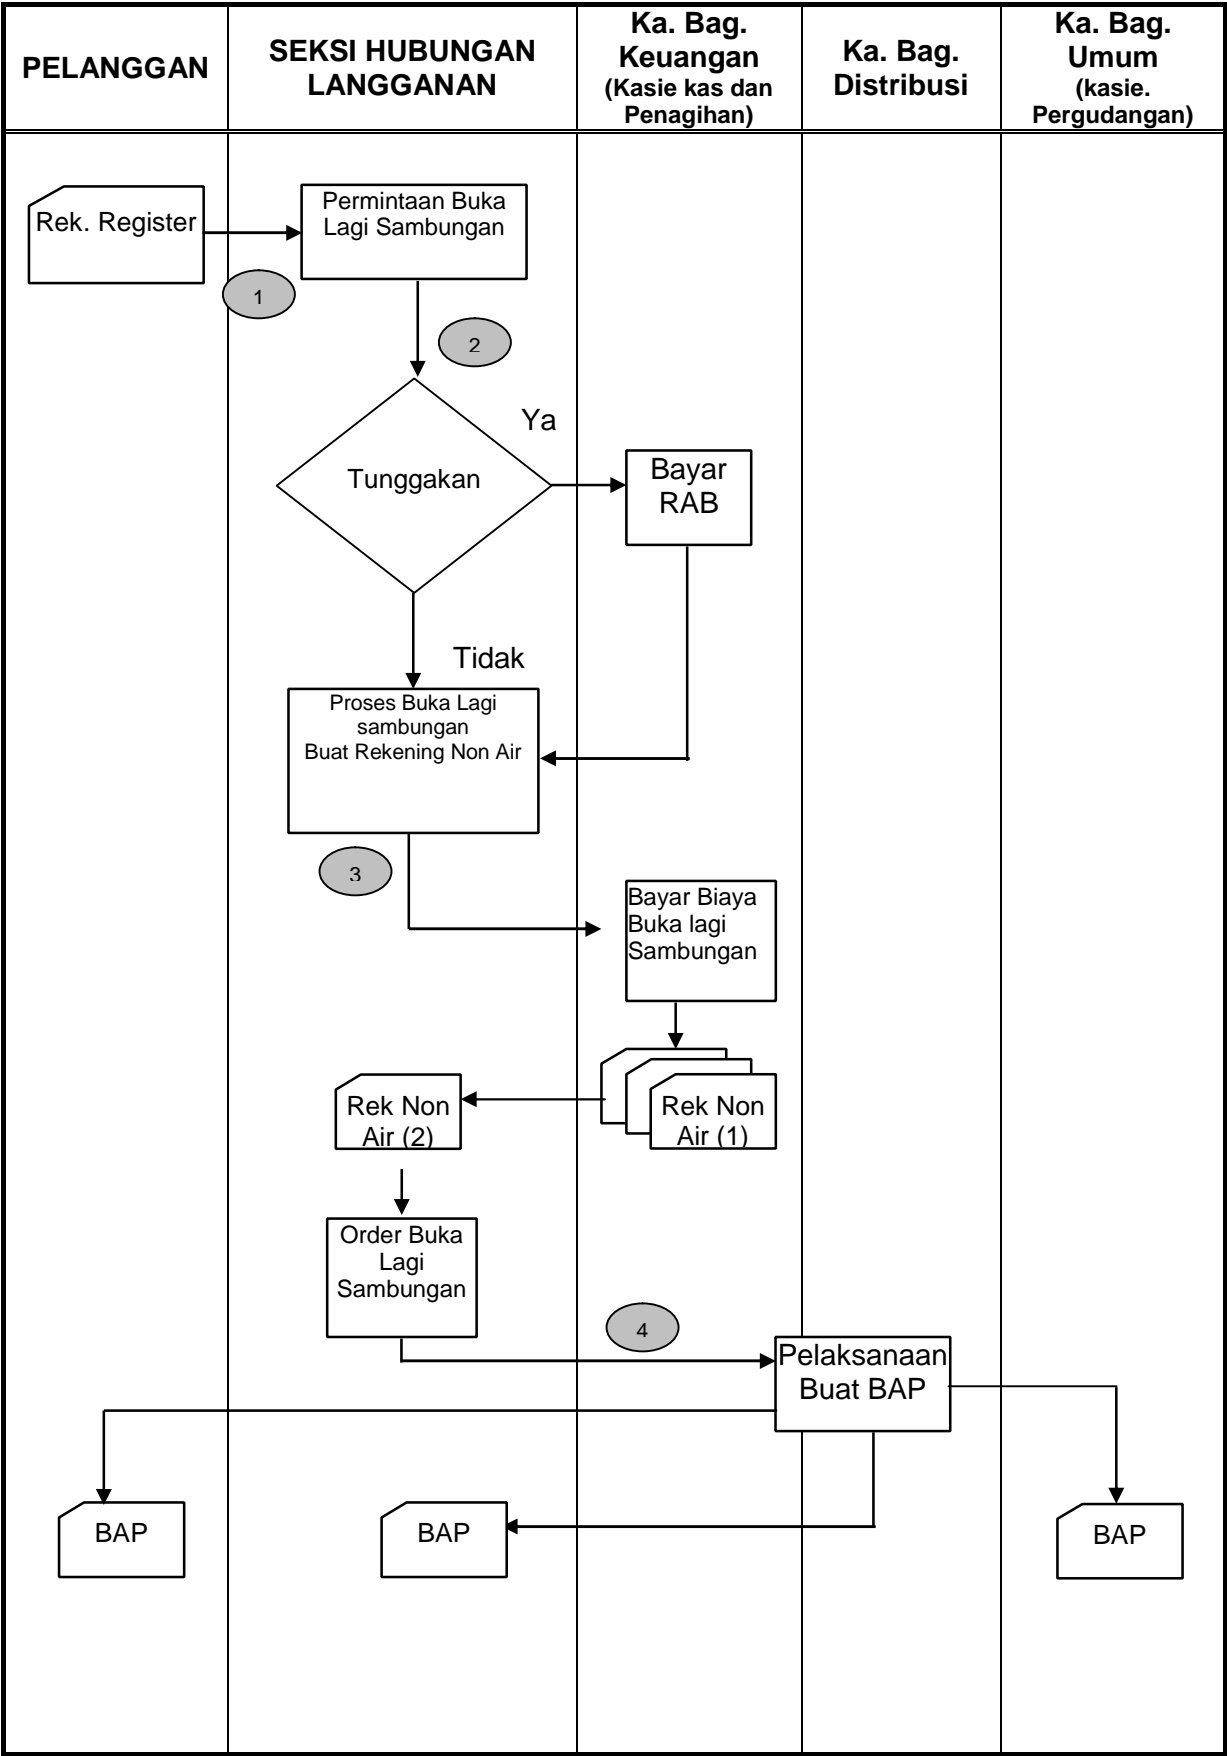 PELANGGAN
SEKSI HUBUNGAN
LANGGANAN
Ka. Bag.
Keuangan
(Kasie kas dan
Penagihan)
Ka. Bag.
Distribusi
Ka. Bag.
Umum
(kasie.
Pergudangan)
Rek. Register
Permintaan Buka
Lagi Sambungan
1
2
Ya
Tunggakan
Bayar
RAB
Tidak
Proses Buka Lagi
sambungan
Buat Rekening Non Air
3
Bayar Biaya
Buka lagi
Sambungan
Rek Non
Air (2)
Rek Non
Air (1)
Order Buka
Lagi
Sambungan
4
Pelaksanaan
Buat BAP
BAP
BAP
BAP